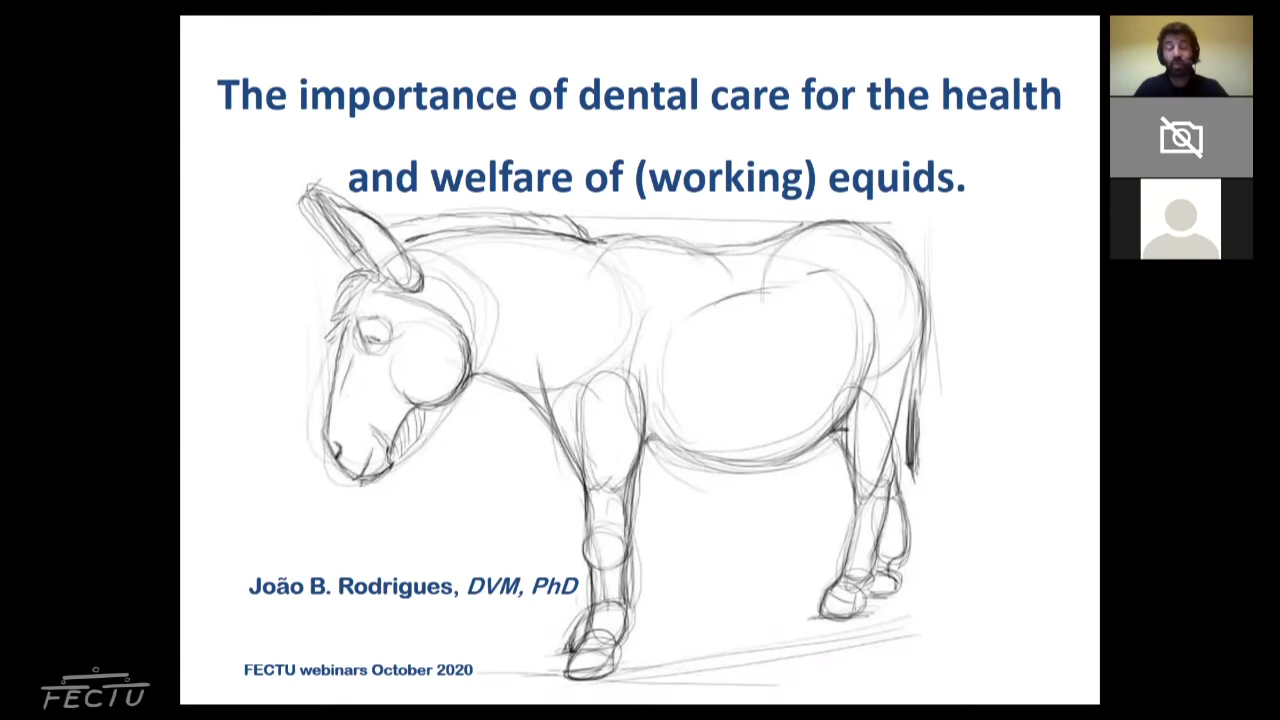 The importance of dental care for the health
and welfare of (working) equids.
João B. Rodrigues, DVM, PhD
FECTU webinars October 2020
FECTU